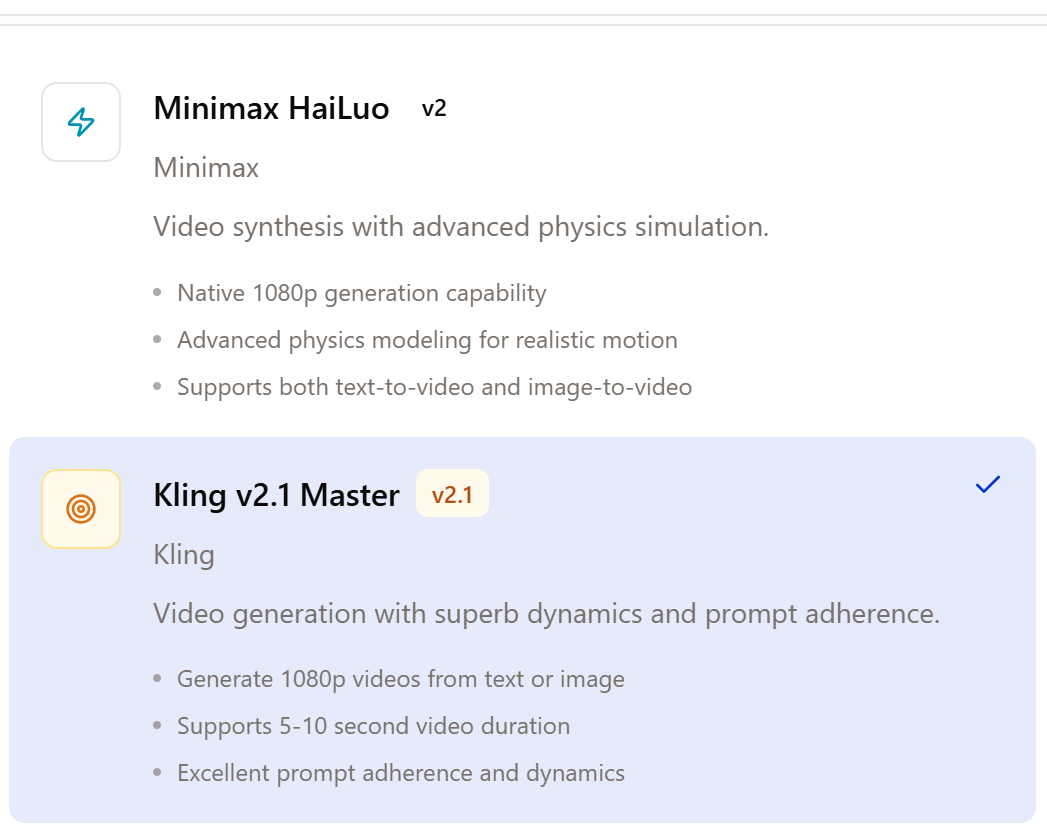 Minimax HaiLuo v2
Minimax
Video synthesis with advanced physics simulation.
• Native 1080p generation capability
• Advanced physics modeling for realistic motion
• Supports both text-to-video and image-to-video
Kling v2.1 Master v2.1
Kling
Video generation with superb dynamics and prompt adherence.
• Generate 1080p videos from text or image
• Supports 5-10 second video duration
• Excellent prompt adherence and dynamics